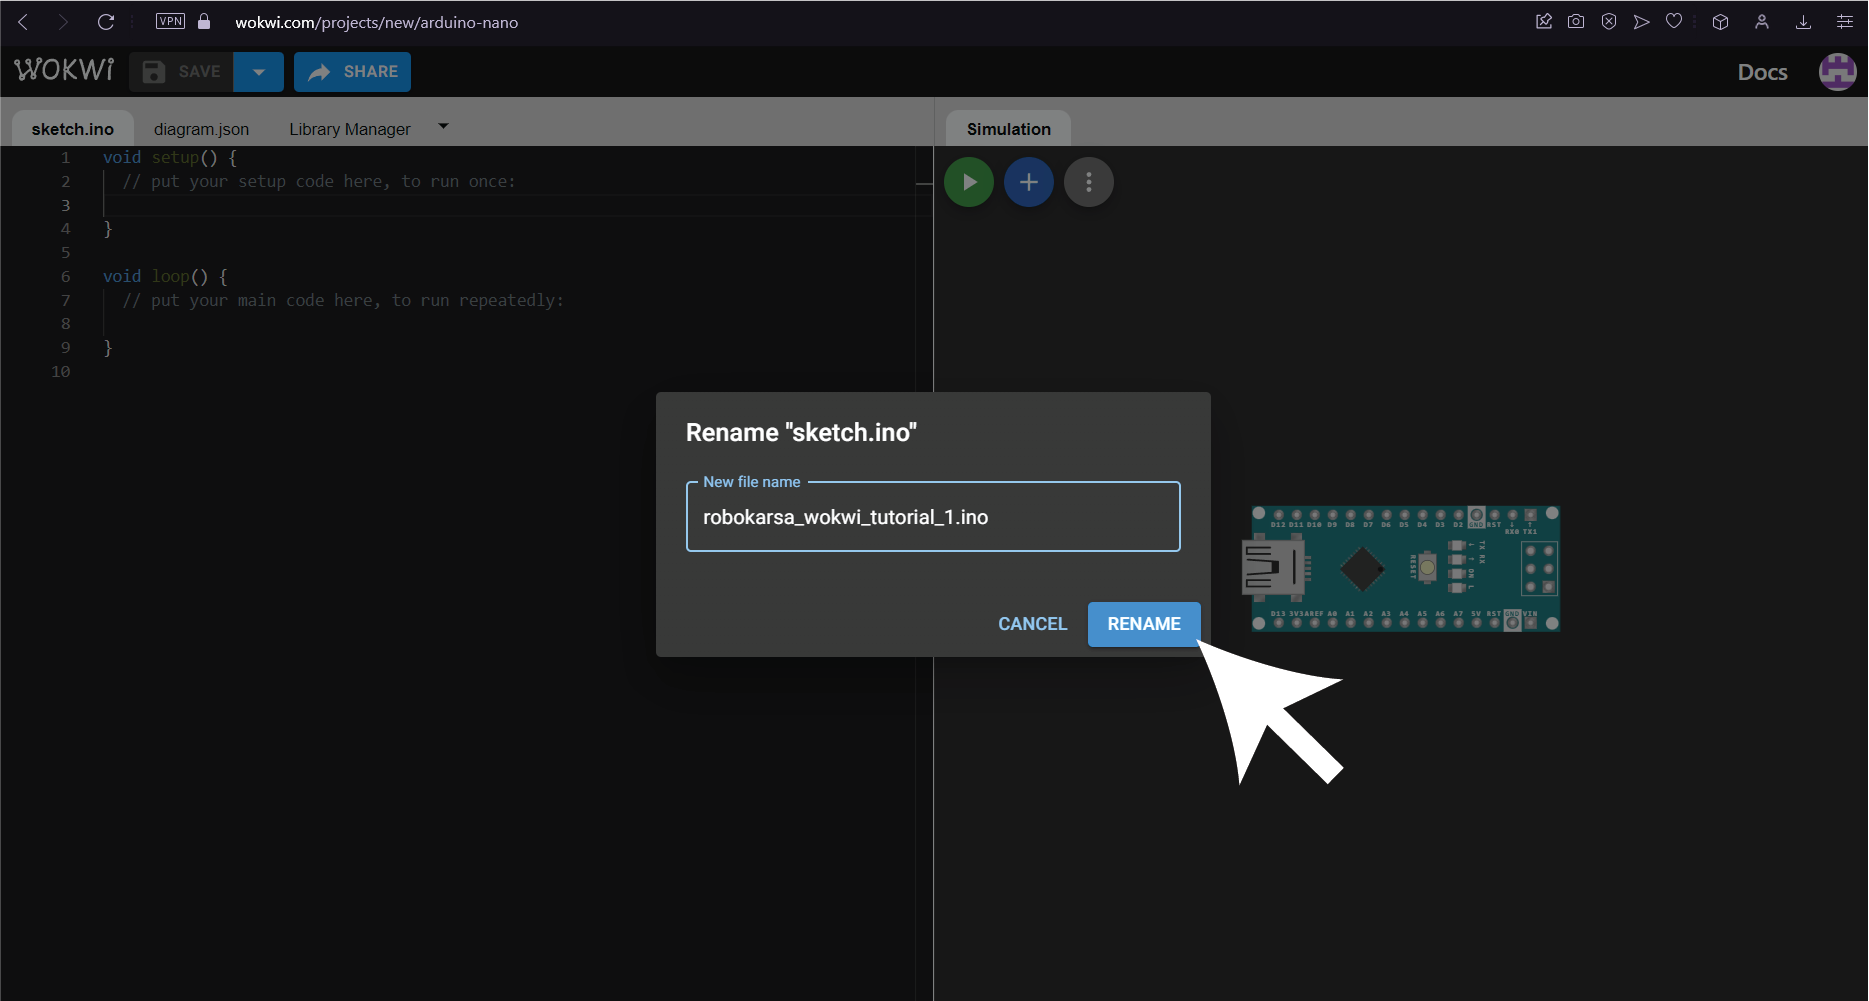 VPN
wokwi.com/projects/new/arduino-nano
WOKWi
SAVE
SHARE
Docs
sketch.ino
diagram.json
Library Manager
Simulation
1 void setup() {
2 // put your setup code here, to run once:
3
4 }
5
6 void loop() {
7 // put your main code here, to run repeatedly:
8
9 }
10
Rename "sketch.ino"
New file name
robokarsa_wokwi_tutorial_1.ino
CANCEL
RENAME
D12 D11 D10 D9 D8 D7 D6 D5 D4 D3 D2 GND RST RX0 TX1
RESET
TX RX
ON L
D13 3V3 AREF A0 A1 A2 A3 A4 A5 A6 A7 5V RST GND VIN